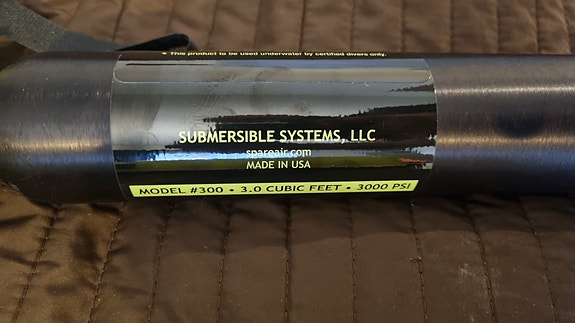 • This product to be used underwater by certified divers only.
SUBMERSIBLE SYSTEMS, LLC
spareair.com
MADE IN USA
MODEL #300 • 3.0 CUBIC FEET • 3000 PSI